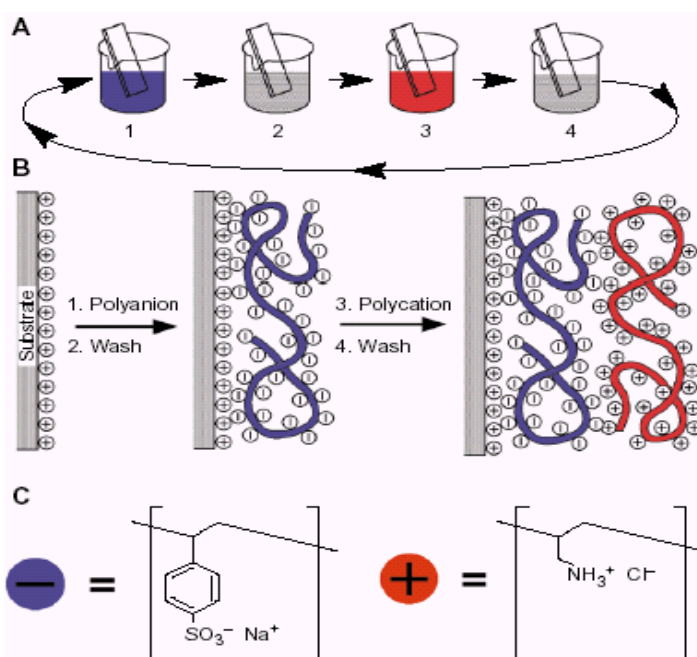 A
1 2 3 4
B
Substrate
1. Polyanion
2. Wash
3. Polycation
4. Wash
C
− = SO₃⁻ Na⁺
+ = NH₃⁺ Cl⁻